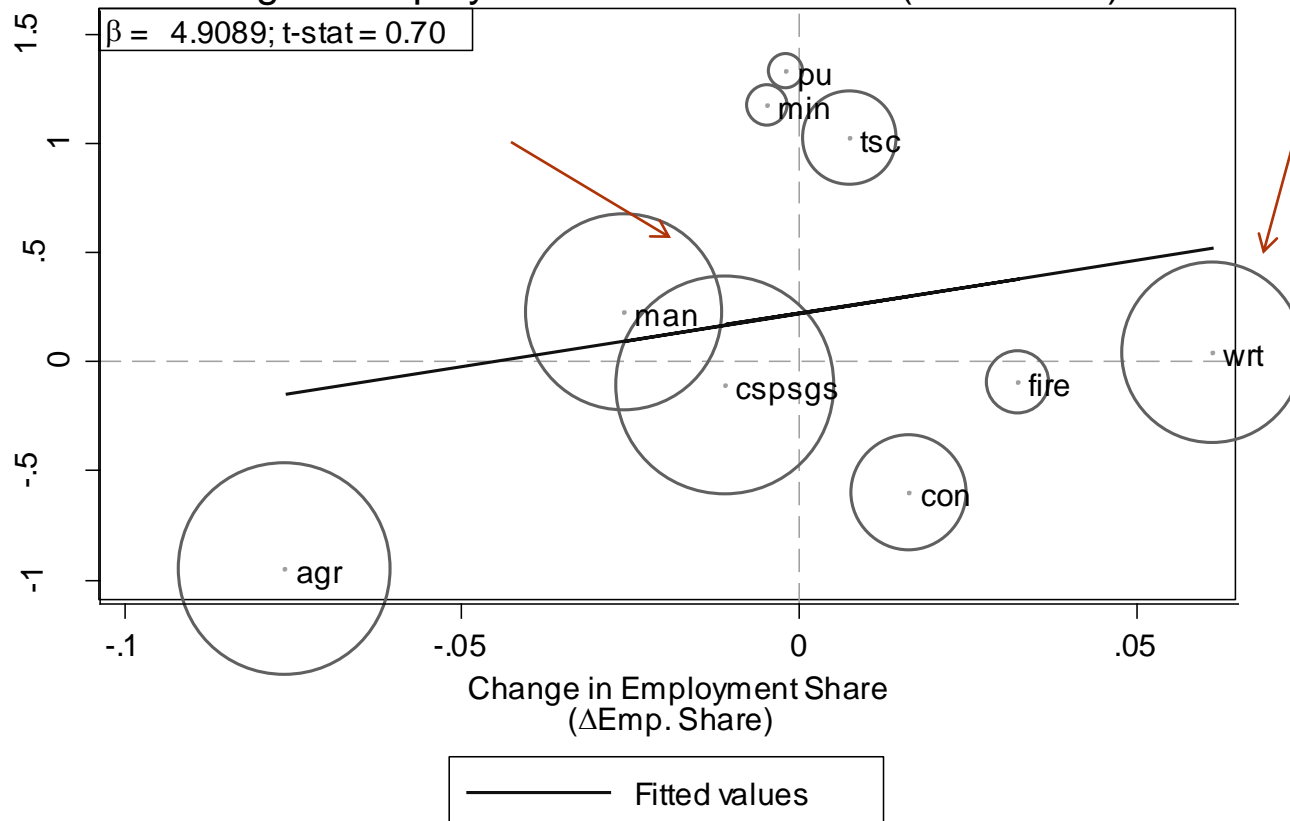 β = 4.9089; t-stat = 0.70
1.5
1
.5
0
-.5
-1
pu
min
tsc
man
cspsgs
wrt
fire
con
agr
-.1 -.05 0 .05
Change in Employment Share
(ΔEmp. Share)
Fitted values